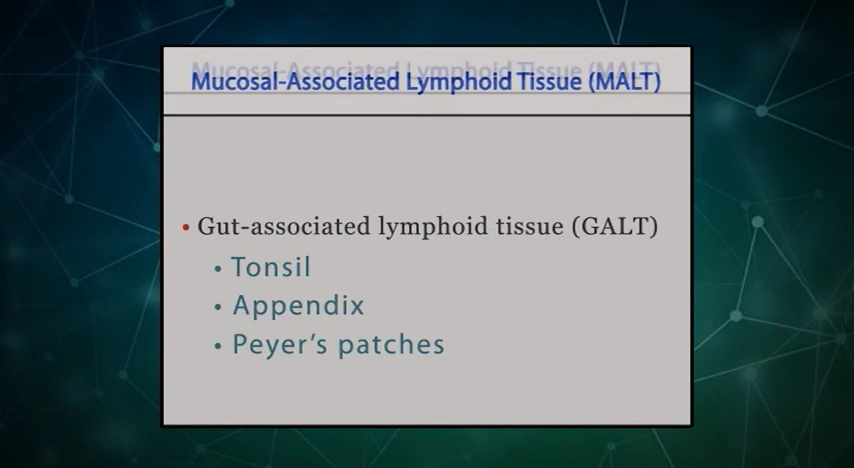 Mucosal-Associated Lymphoid Tissue (MALT)
• Gut-associated lymphoid tissue (GALT)
• Tonsil
• Appendix
• Peyer's patches